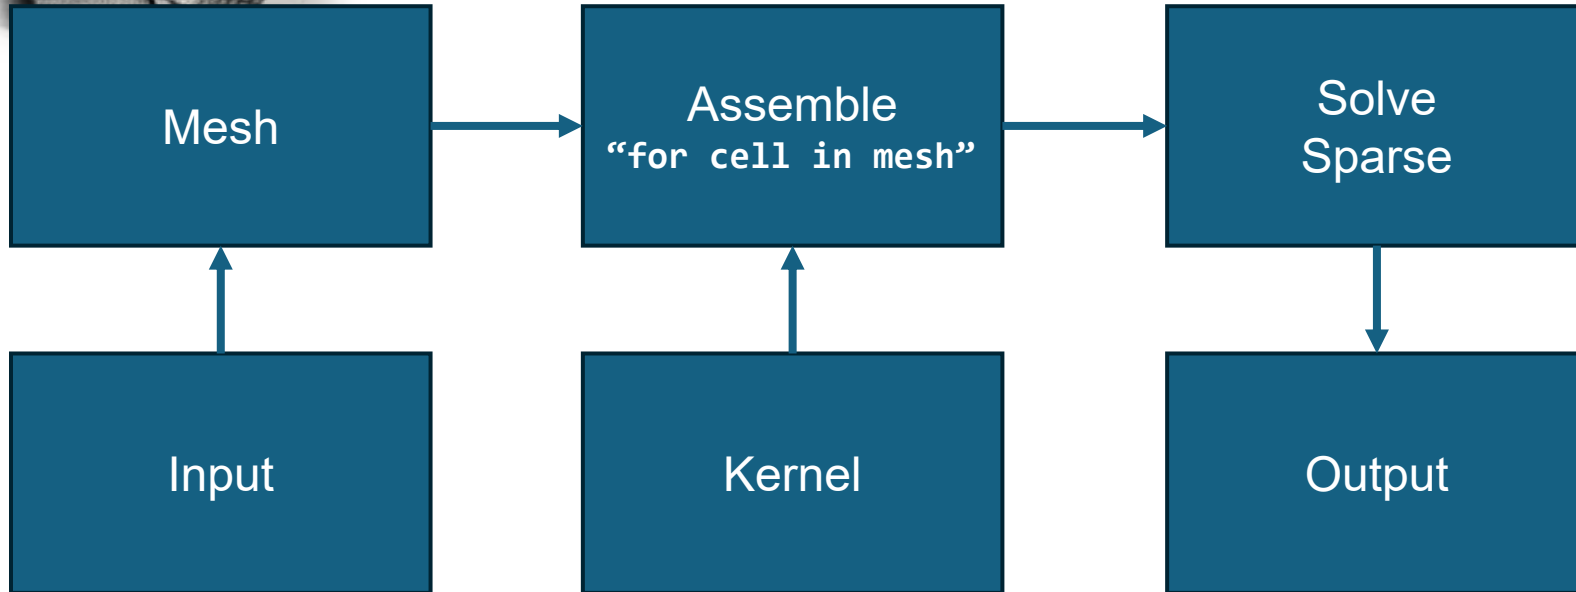 Mesh
Assemble
“for cell in mesh”
Solve
Sparse
Input
Kernel
Output